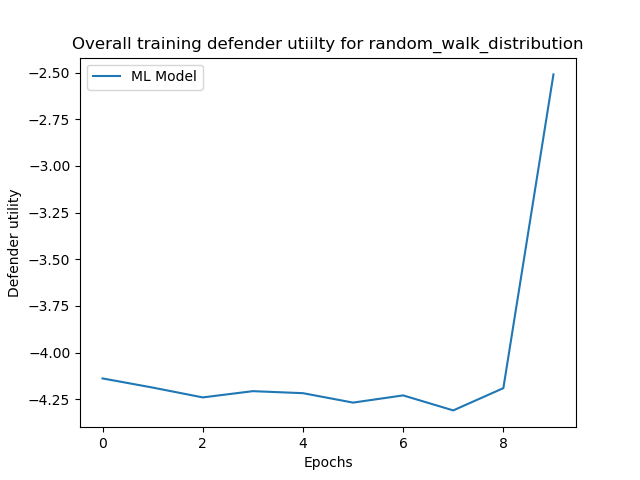 Overall training defender utiilty for random_walk_distribution
ML Model
−2.50
−2.75
−3.00
−3.25
−3.50
−3.75
−4.00
−4.25
Defender utility
0 2 4 6 8
Epochs